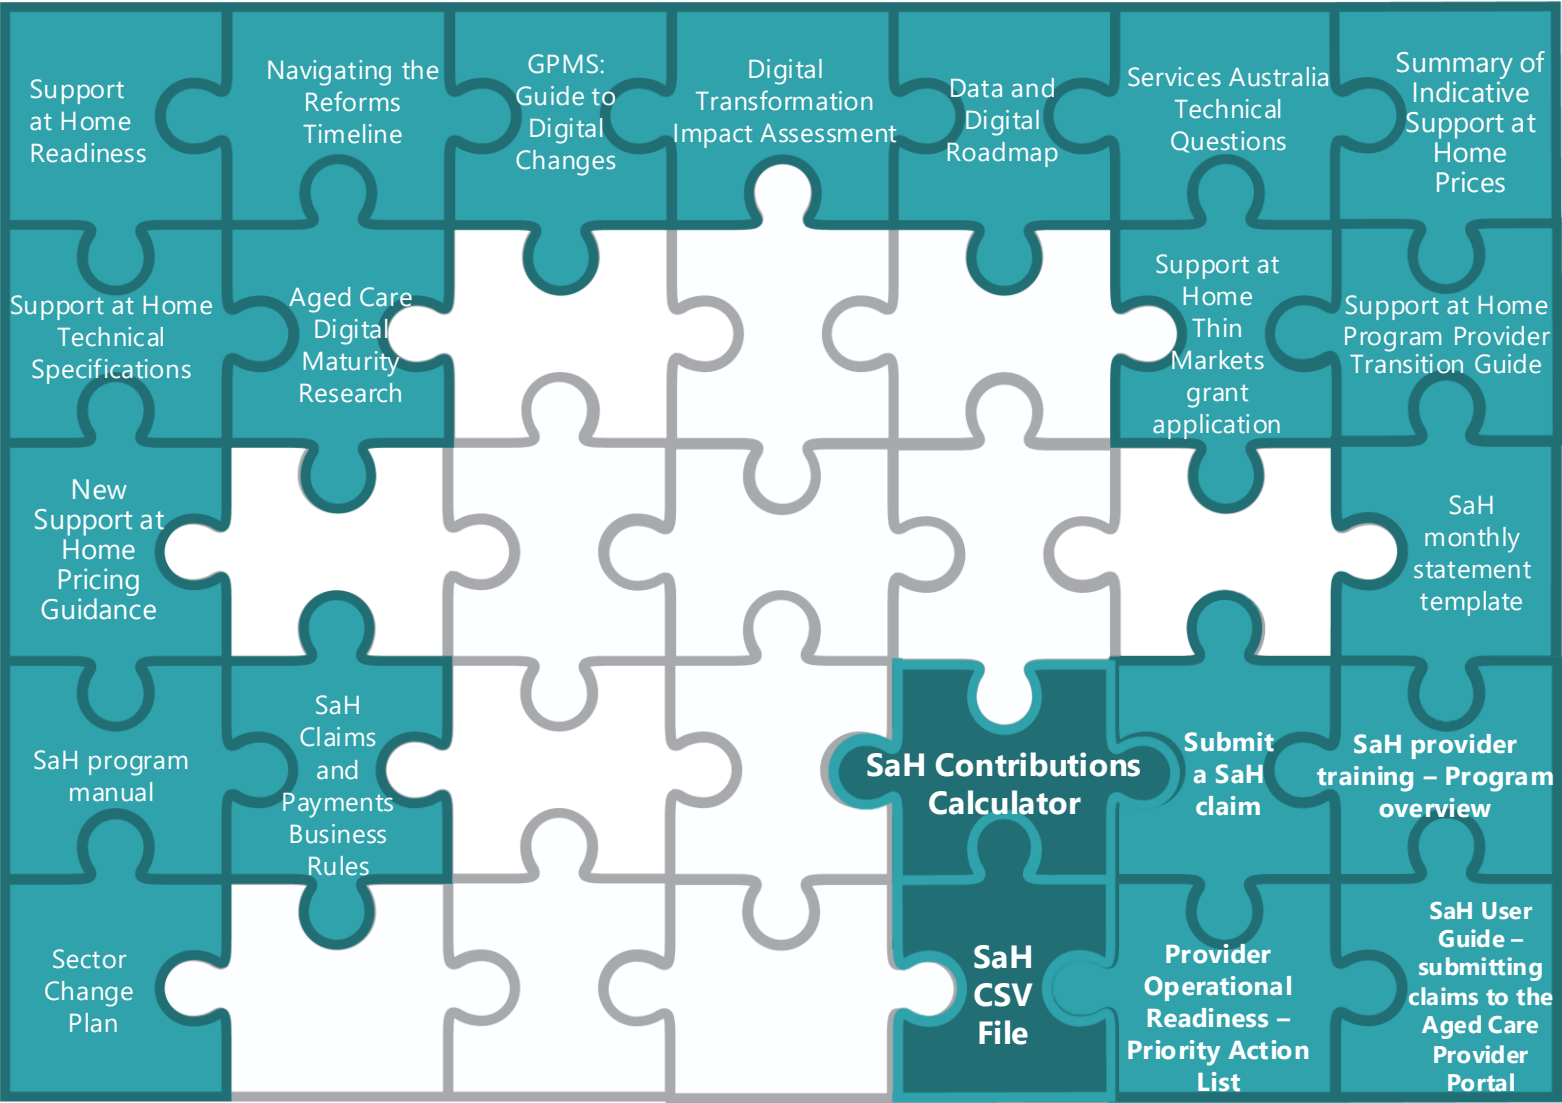 Support
at Home
Readiness
Navigating the
Reforms
Timeline
GPMS:
Guide to
Digital
Changes
Digital
Transformation
Impact Assessment
Data and
Digital
Roadmap
Services Australia
Technical
Questions
Summary of
Indicative
Support at
Home
Prices
Support at Home
Technical
Specifications
Aged Care
Digital
Maturity
Research
Support at
Home
Thin
Markets
grant
application
Support at Home
Program Provider
Transition Guide
New
Support at
Home
Pricing
Guidance
SaH
monthly
statement
template
SaH program
manual
SaH
Claims
and
Payments
Business
Rules
SaH Contributions
Calculator
Submit
a SaH
claim
SaH provider
training – Program
overview
Sector
Change
Plan
SaH
CSV
File
Provider
Operational
Readiness –
Priority Action
List
SaH User
Guide –
submitting
claims to the
Aged Care
Provider
Portal